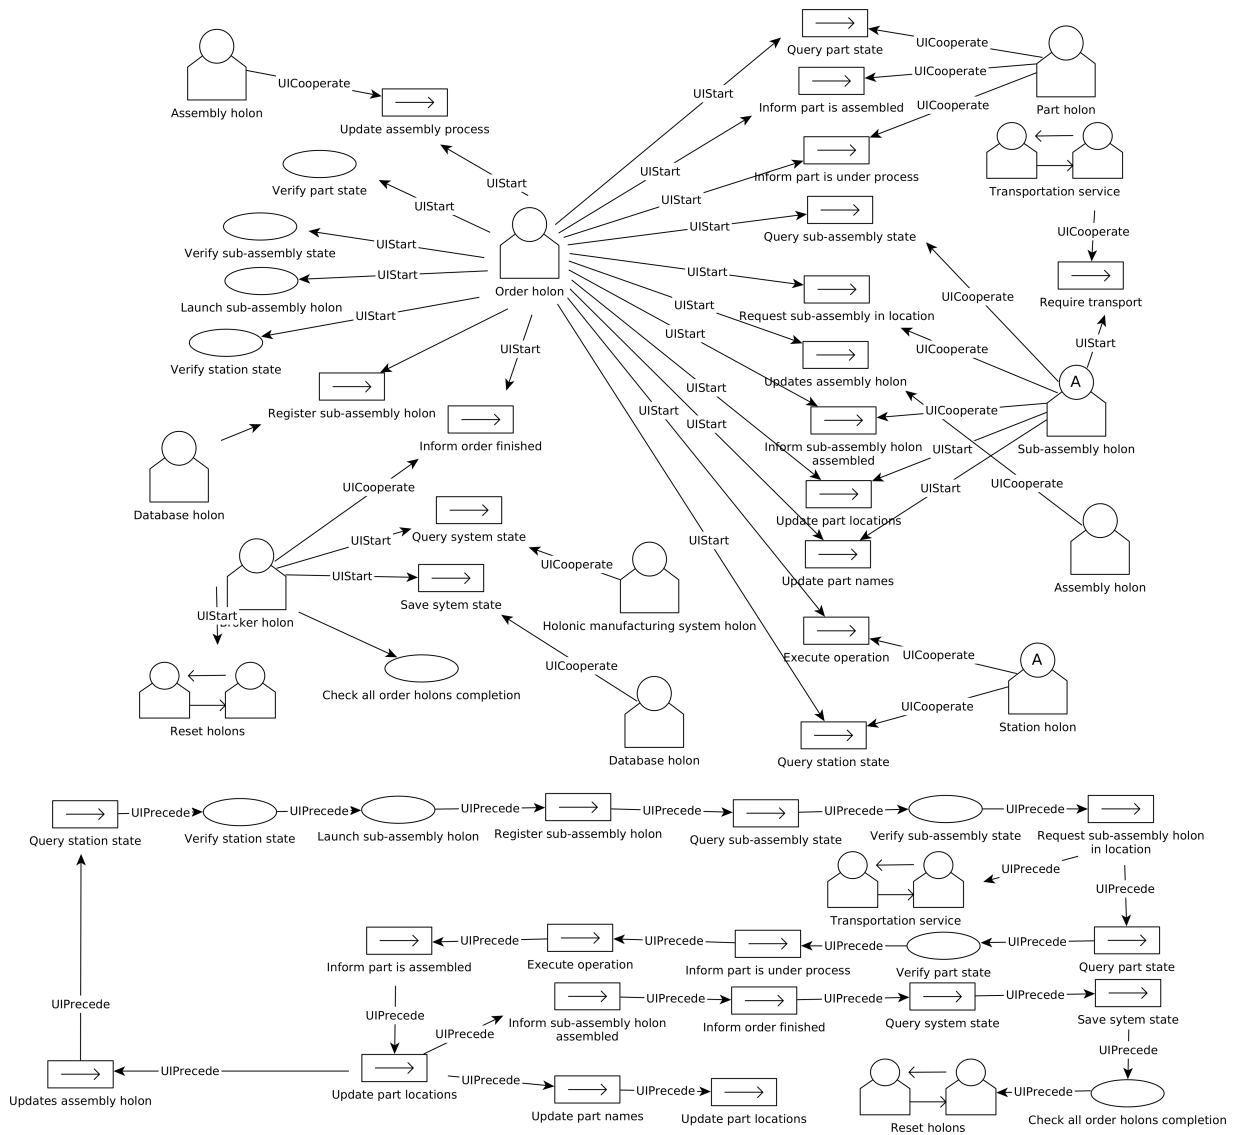 Query part state
UICooperate
UICooperate
Assembly holon
UICooperate
Update assembly process
UIStart
Inform part is assembled
UICooperate
Part holon
UIStart
Inform part is under process
Transportation service
Verify part state
UIStart
UIStart
UIStart
UIStart
Query sub-assembly state
UICooperate
Verify sub-assembly state
UIStart
Launch sub-assembly holon
UIStart
Order holon
UIStart
Request sub-assembly in location
Require transport
UICooperate
Verify station state
UIStart
UIStart
UIStart
UIStart
Updates assembly holon
UICooperate
UIStart
A
Register sub-assembly holon
Inform order finished
UIStart
UIStart
UIStart
Inform sub-assembly holon
assembled
UICooperate
UIStart
Sub-assembly holon
Database holon
UICooperate
Query system state
UIStart
Update part locations
UIStart
UICooperate
UIStart
UIStart
Save sytem state
UICooperate
Holonic manufacturing system holon
Update part names
Assembly holon
UIStart
Broker holon
Check all order holons completion
UICooperate
Execute operation
UICooperate
A
UICooperate
Station holon
Reset holons
Database holon
Query station state
Query station state
UIPrecede
Verify station state
UIPrecede
Launch sub-assembly holon
UIPrecede
Register sub-assembly holon
UIPrecede
Query sub-assembly state
UIPrecede
Verify sub-assembly state
UIPrecede
Request sub-assembly holon
in location
UIPrecede
Transportation service
UIPrecede
Inform part is assembled
UIPrecede
Execute operation
UIPrecede
Inform part is under process
UIPrecede
Verify part state
UIPrecede
Query part state
UIPrecede
UIPrecede
UIPrecede
Inform sub-assembly holon
assembled
UIPrecede
Inform order finished
UIPrecede
Query system state
UIPrecede
Save sytem state
UIPrecede
Updates assembly holon
UIPrecede
Update part locations
UIPrecede
Update part names
UIPrecede
Update part locations
Reset holons
UIPrecede
Check all order holons completion